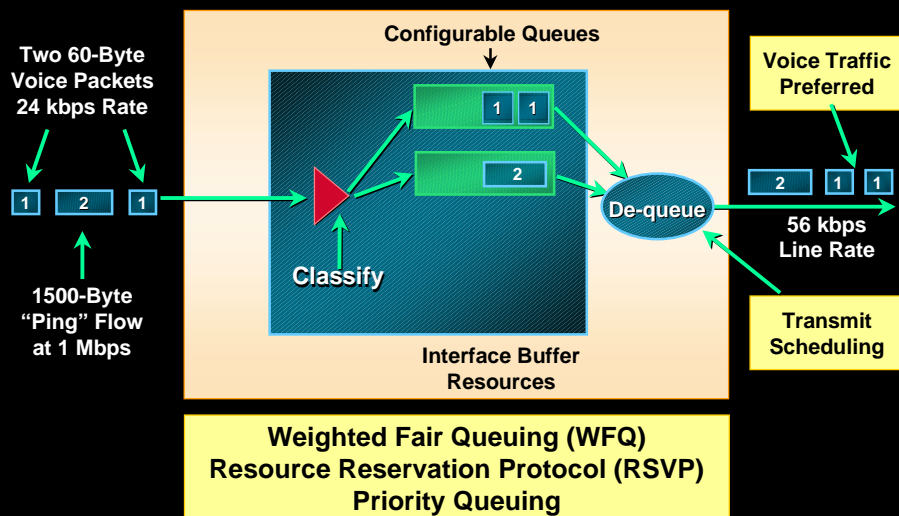 Configurable Queues
Two 60-Byte
Voice Packets
24 kbps Rate
Voice Traffic
Preferred
1 1
2
1 2 1
De-queue
2 1 1
56 kbps
Line Rate
Classify
1500-Byte
“Ping” Flow
at 1 Mbps
Transmit
Scheduling
Interface Buffer
Resources
Weighted Fair Queuing (WFQ)
Resource Reservation Protocol (RSVP)
Priority Queuing